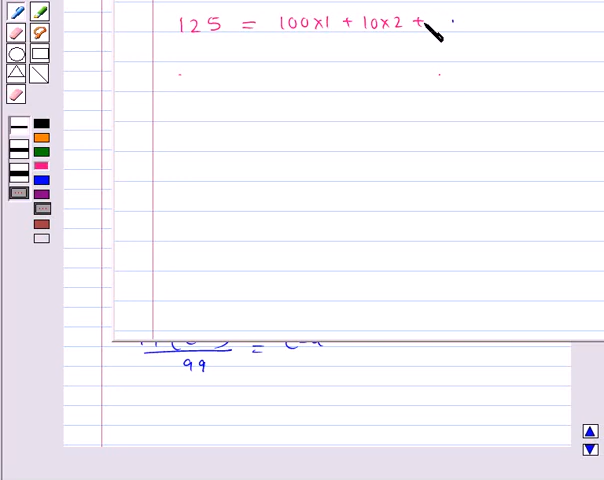 125 = 100x1 + 10x2 +
99 =